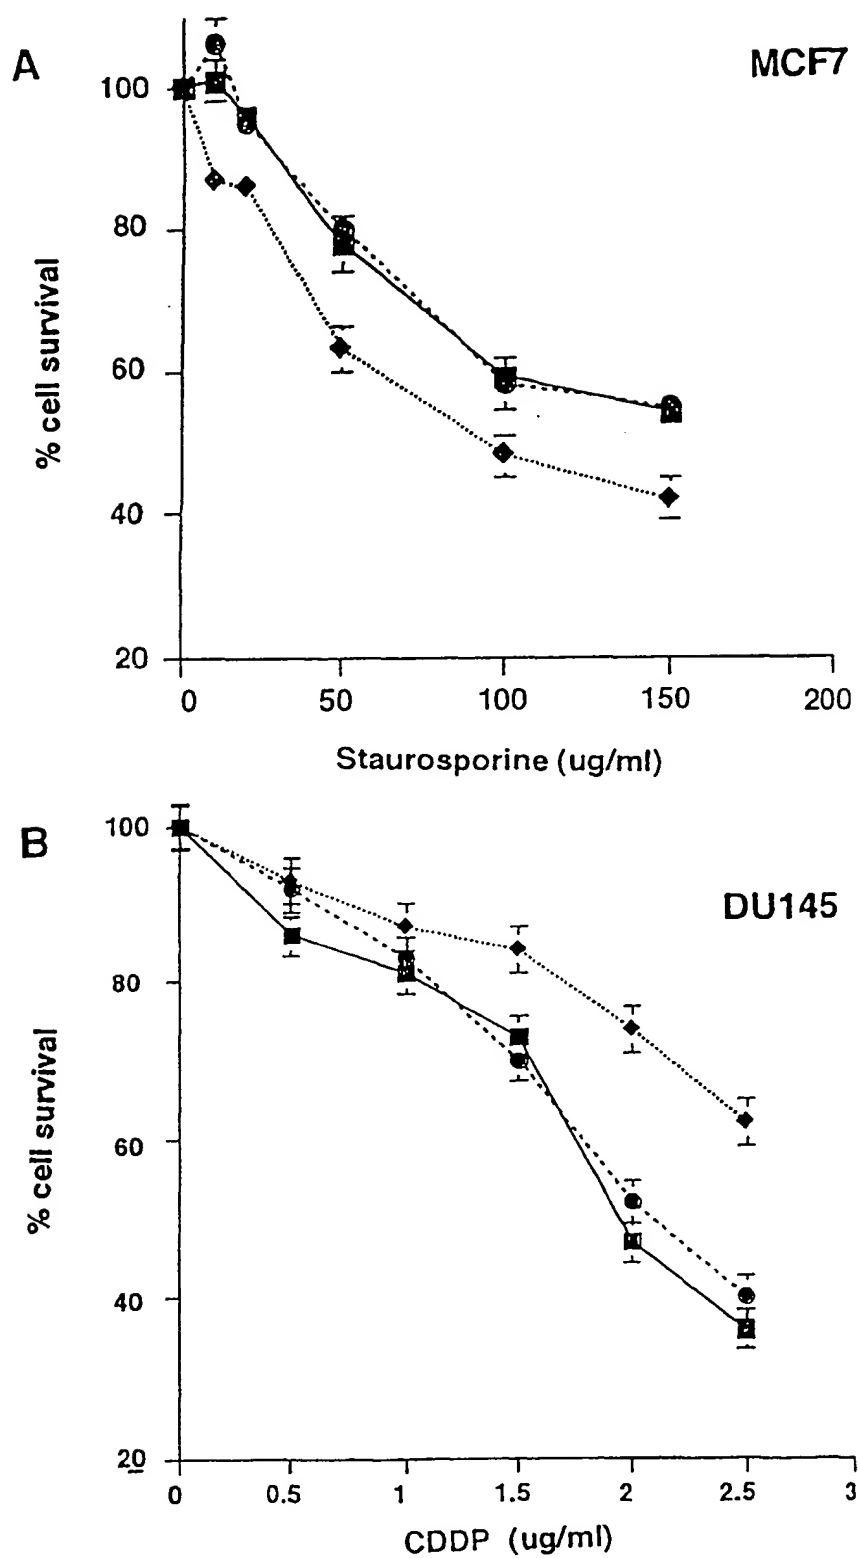 A
MCF7
100
80
60
40
20
% cell survival
0 50 100 150 200
Staurosporine (ug/ml)
B
DU145
100
80
60
40
20
% cell survival
0 0.5 1 1.5 2 2.5 3
CDDP (ug/ml)